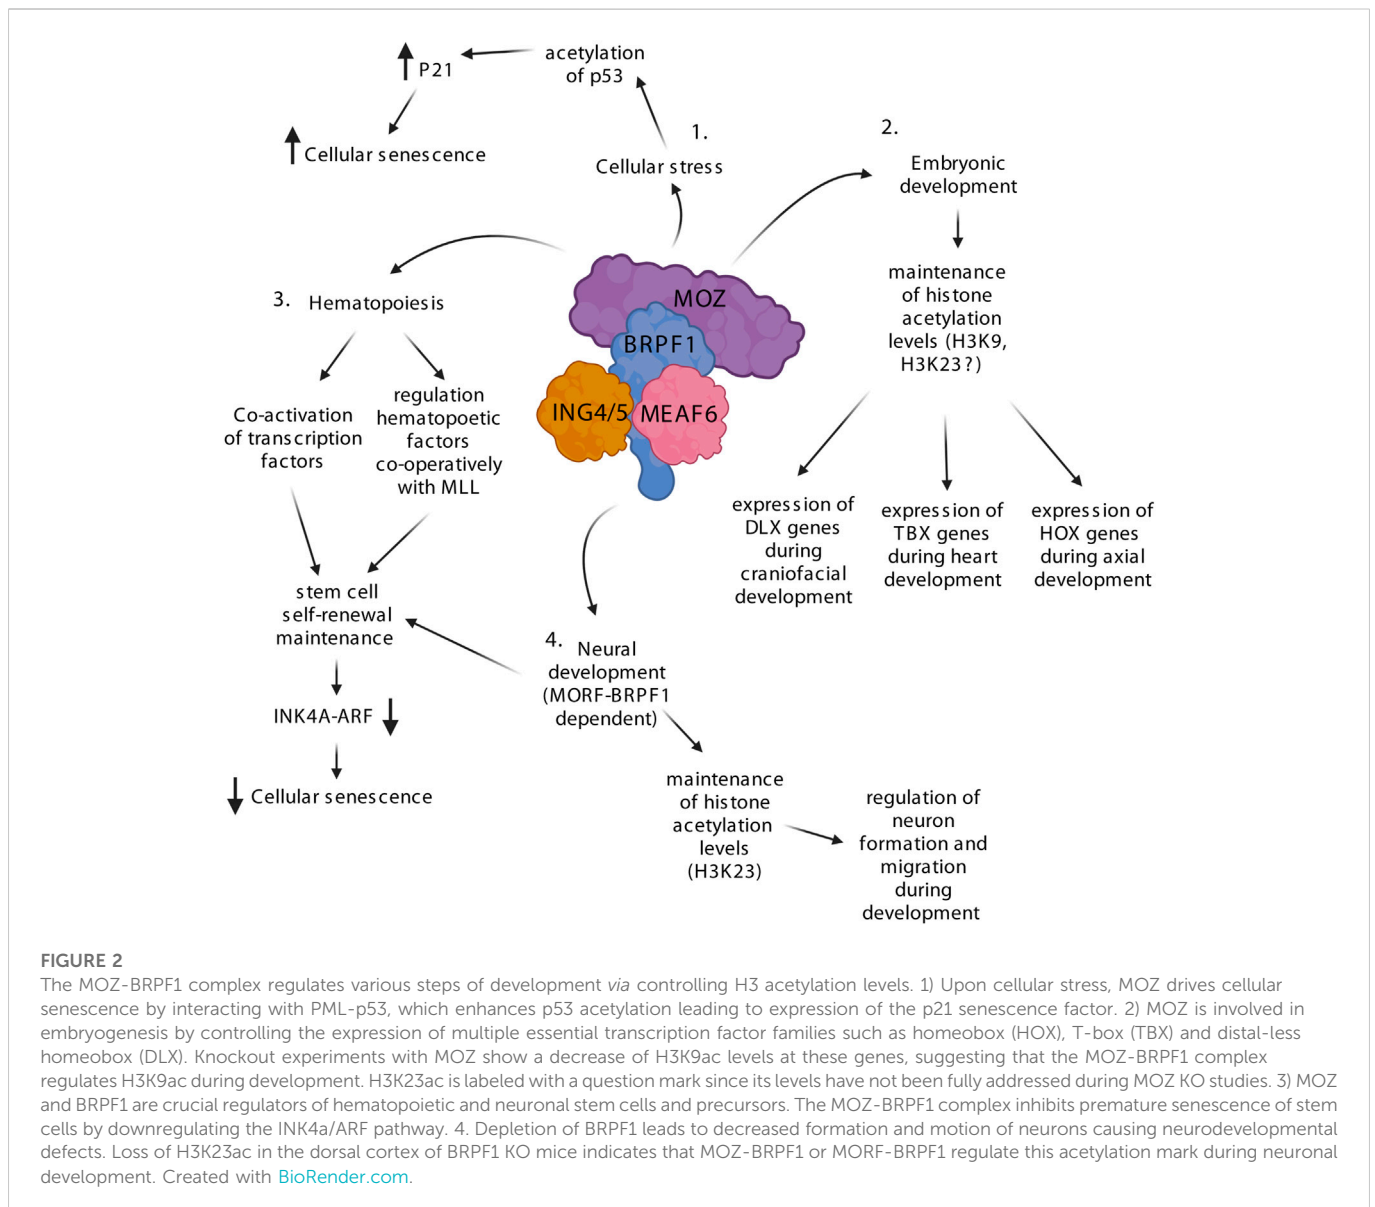 acetylation
of p53
P21
Cellular senescence
1.
Cellular stress
2.
Embryonic
development
maintenance
of histone
acetylation
levels (H3K9,
H3K23?)
expression of
DLX genes
during
craniofacial
development
expression of
TBX genes
during heart
development
expression of
HOX genes
during axial
development
MOZ
BRPF1
ING4/5
MEAF6
3.
Hematopoiesis
Co-activation
of transcription
factors
regulation
hematopoetic
factors
co-operatively
with MLL
stem cell
self-renewal
maintenance
INK4A-ARF
Cellular senescence
4.
Neural
development
(MORF-BRPF1
dependent)
maintenance
of histone
acetylation
levels
(H3K23)
regulation of
neuron
formation and
migration
during
development
FIGURE 2
The MOZ-BRPF1 complex regulates various steps of development via controlling H3 acetylation levels. 1) Upon cellular stress, MOZ drives cellular
senescence by interacting with PML-p53, which enhances p53 acetylation leading to expression of the p21 senescence factor. 2) MOZ is involved in
embryogenesis by controlling the expression of multiple essential transcription factor families such as homeobox (HOX), T-box (TBX) and distal-less
homeobox (DLX). Knockout experiments with MOZ show a decrease of H3K9ac levels at these genes, suggesting that the MOZ-BRPF1 complex
regulates H3K9ac during development. H3K23ac is labeled with a question mark since its levels have not been fully addressed during MOZ KO studies. 3) MOZ
and BRPF1 are crucial regulators of hematopoietic and neuronal stem cells and precursors. The MOZ-BRPF1 complex inhibits premature senescence of stem
cells by downregulating the INK4a/ARF pathway. 4. Depletion of BRPF1 leads to decreased formation and motion of neurons causing neurodevelopmental
defects. Loss of H3K23ac in the dorsal cortex of BRPF1 KO mice indicates that MOZ-BRPF1 or MORF-BRPF1 regulate this acetylation mark during neuronal
development. Created with BioRender.com.